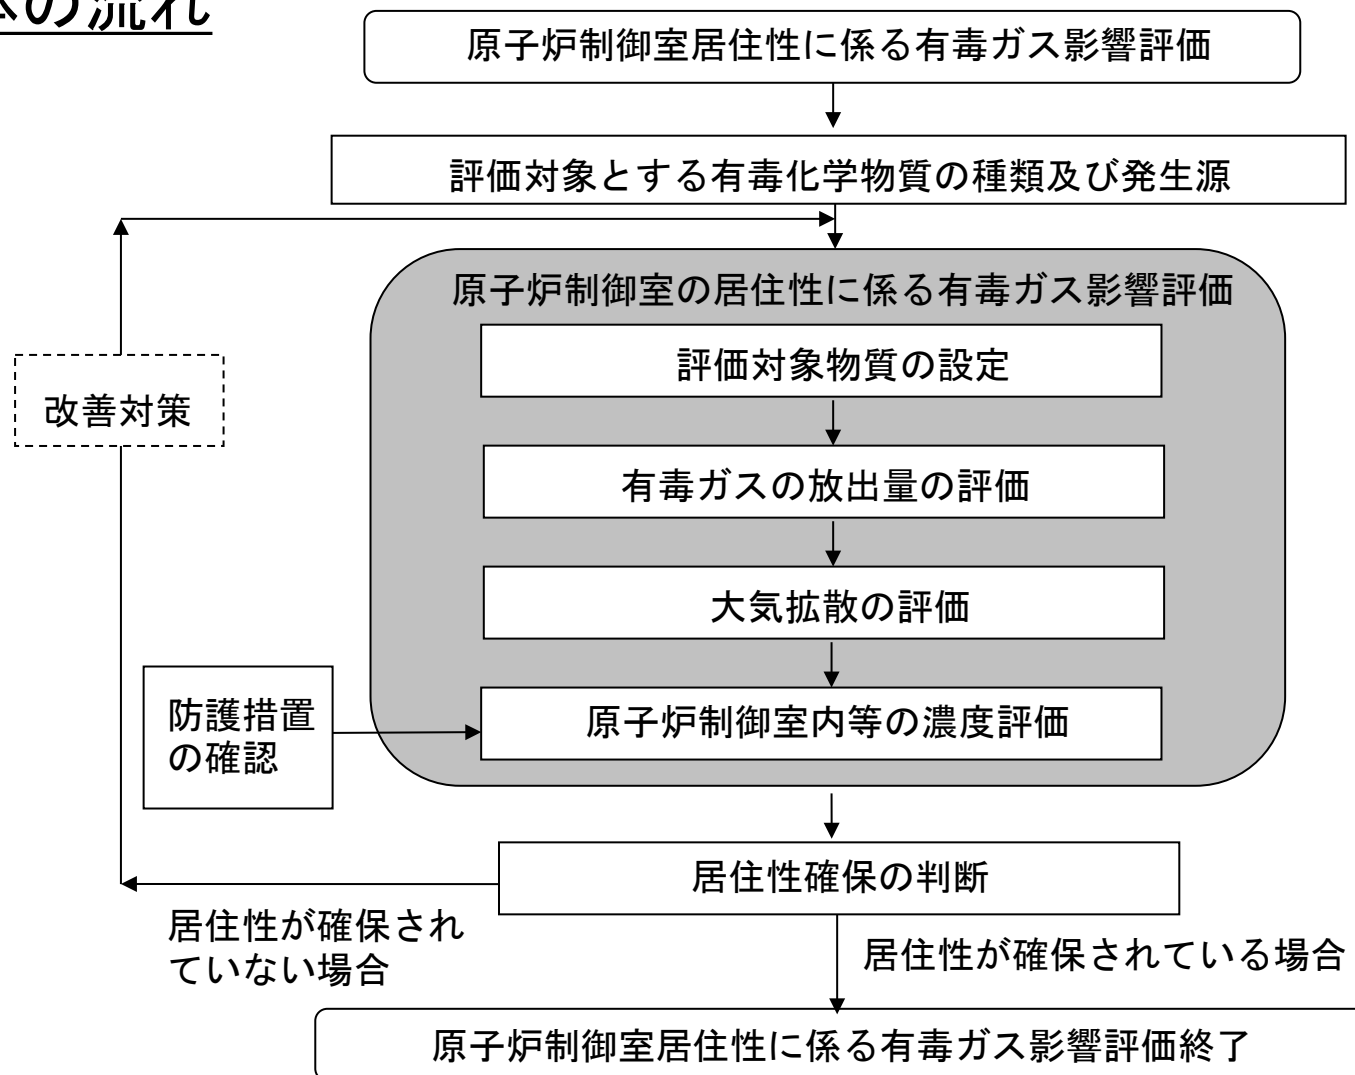 の流れ
原子炉制御室居住性に係る有毒ガス影響評価
評価対象とする有毒化学物質の種類及び発生源
原子炉制御室の居住性に係る有毒ガス影響評価
評価対象物質の設定
改善対策
有毒ガスの放出量の評価
大気拡散の評価
防護措置
の確認
原子炉制御室内等の濃度評価
居住性確保の判断
居住性が確保され
ていない場合
居住性が確保されている場合
原子炉制御室居住性に係る有毒ガス影響評価終了